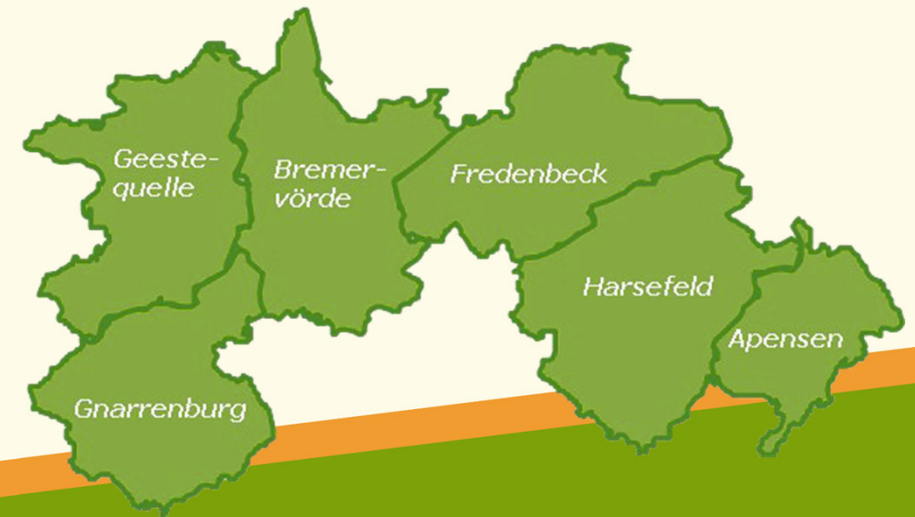 Geeste-
quelle
Bremer-
vörde
Fredenbeck
Harsefeld
Apensen
Gnarrenburg